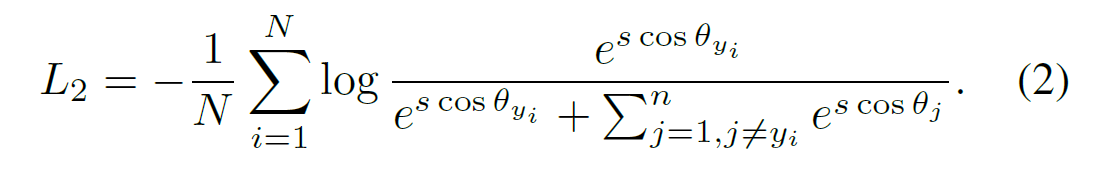 L_2 = -\frac{1}{N} \sum_{i=1}^{N} \log \frac{e^{s \cos \theta_{y_i}}}{e^{s \cos \theta_{y_i}} + \sum_{j=1, j \neq y_i}^{n} e^{s \cos \theta_j}}. (2)